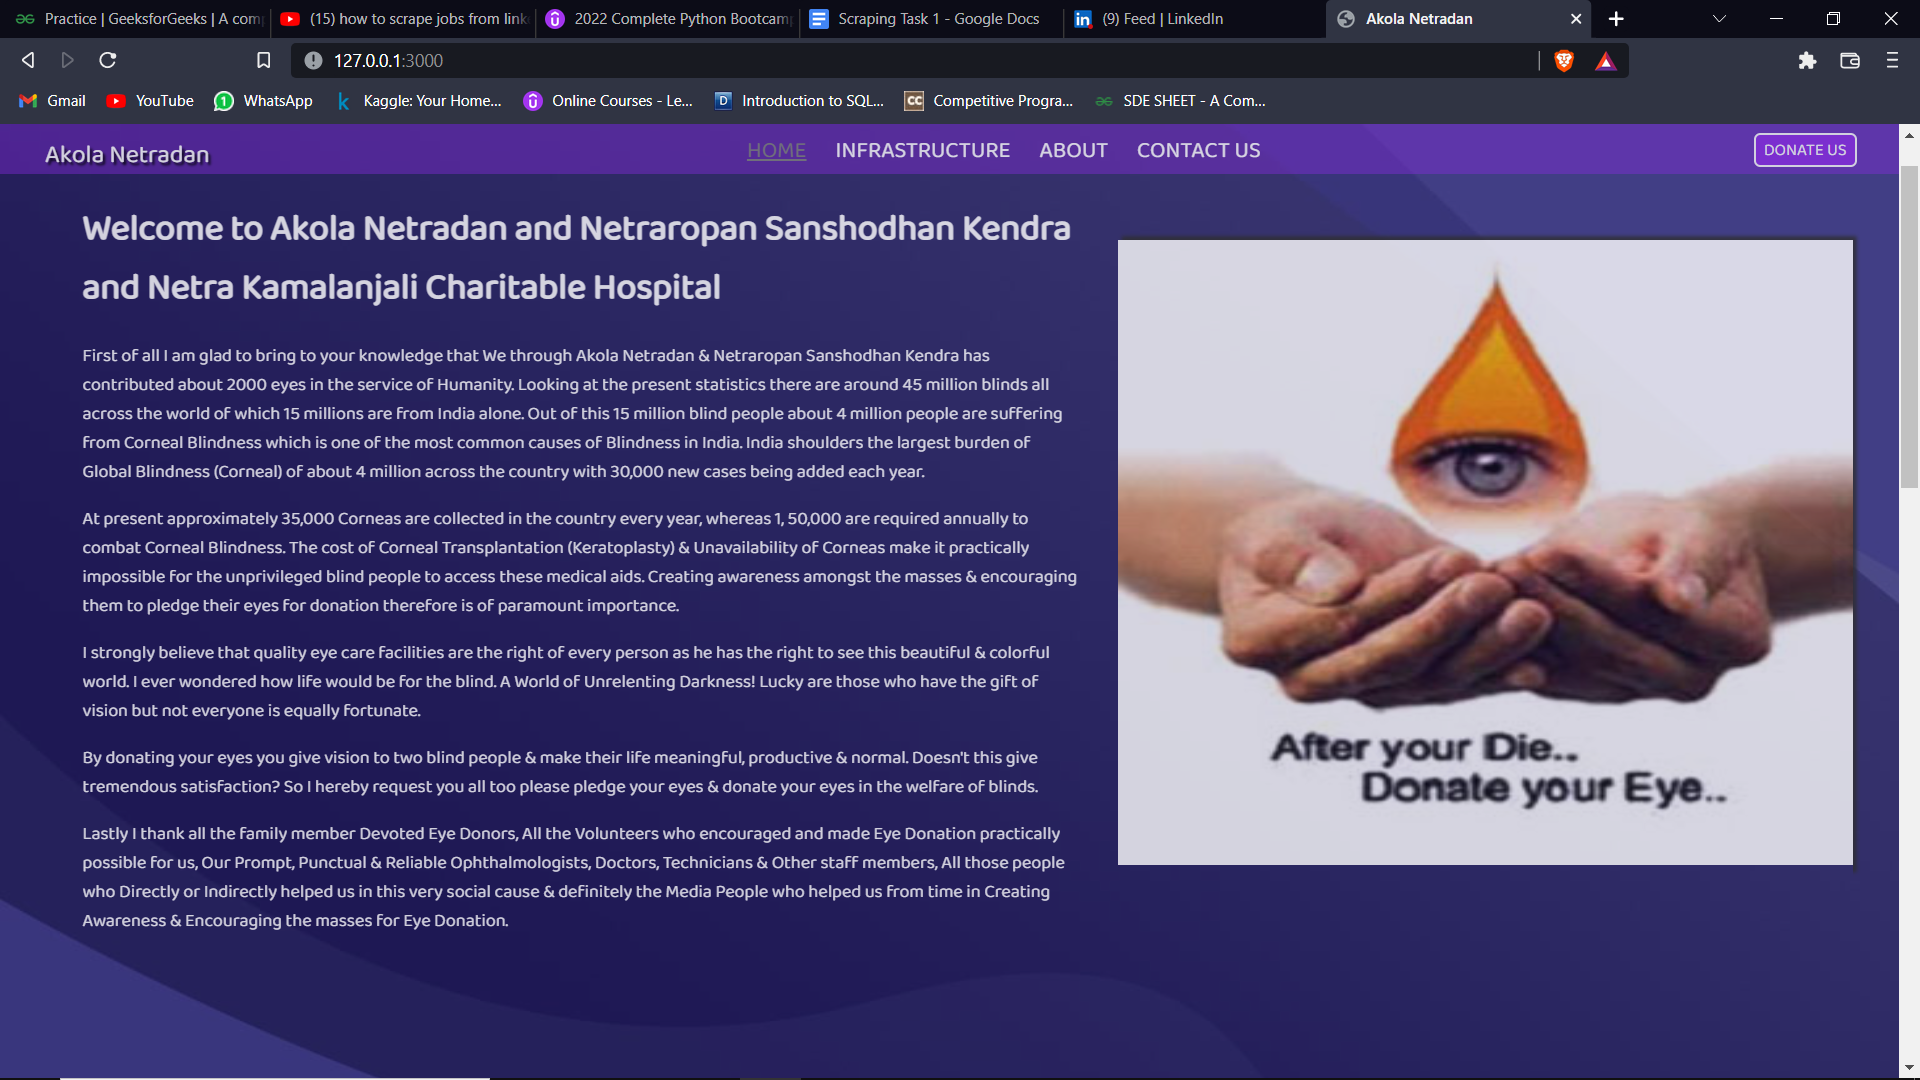 Practice | GeeksforGeeks | A com
(15) how to scrape jobs from link
2022 Complete Python Bootcam
Scraping Task 1 - Google Docs
(9) Feed | LinkedIn
Akola Netradan
127.0.0.1:3000
Gmail
YouTube
WhatsApp
Kaggle: Your Home...
Online Courses - Le...
Introduction to SQL...
Competitive Progra...
SDE SHEET - A Com...
Akola Netradan
HOME
INFRASTRUCTURE
ABOUT
CONTACT US
DONATE US
Welcome to Akola Netradan and Netraropan Sanshodhan Kendra
and Netra Kamalanjali Charitable Hospital
First of all I am glad to bring to your knowledge that We through Akola Netradan & Netraropan Sanshodhan Kendra has
contributed about 2000 eyes in the service of Humanity. Looking at the present statistics there are around 45 million blinds all
across the world of which 15 millions are from India alone. Out of this 15 million blind people about 4 million people are suffering
from Corneal Blindness which is one of the most common causes of Blindness in India. India shoulders the largest burden of
Global Blindness (Corneal) of about 4 million across the country with 30,000 new cases being added each year.
At present approximately 35,000 Corneas are collected in the country every year, whereas 1, 50,000 are required annually to
combat Corneal Blindness. The cost of Corneal Transplantation (Keratoplasty) & Unavailability of Corneas make it practically
impossible for the unprivileged blind people to access these medical aids. Creating awareness amongst the masses & encouraging
them to pledge their eyes for donation therefore is of paramount importance.
I strongly believe that quality eye care facilities are the right of every person as he has the right to see this beautiful & colorful
world. I ever wondered how life would be for the blind. A World of Unrelenting Darkness! Lucky are those who have the gift of
vision but not everyone is equally fortunate.
By donating your eyes you give vision to two blind people & make their life meaningful, productive & normal. Doesn't this give
tremendous satisfaction? So I hereby request you all too please pledge your eyes & donate your eyes in the welfare of blinds.
Lastly I thank all the family member Devoted Eye Donors, All the Volunteers who encouraged and made Eye Donation practically
possible for us, Our Prompt, Punctual & Reliable Ophthalmologists, Doctors, Technicians & Other staff members, All those people
who Directly or Indirectly helped us in this very social cause & definitely the Media People who helped us from time in Creating
Awareness & Encouraging the masses for Eye Donation.
After your Die..
Donate your Eye..